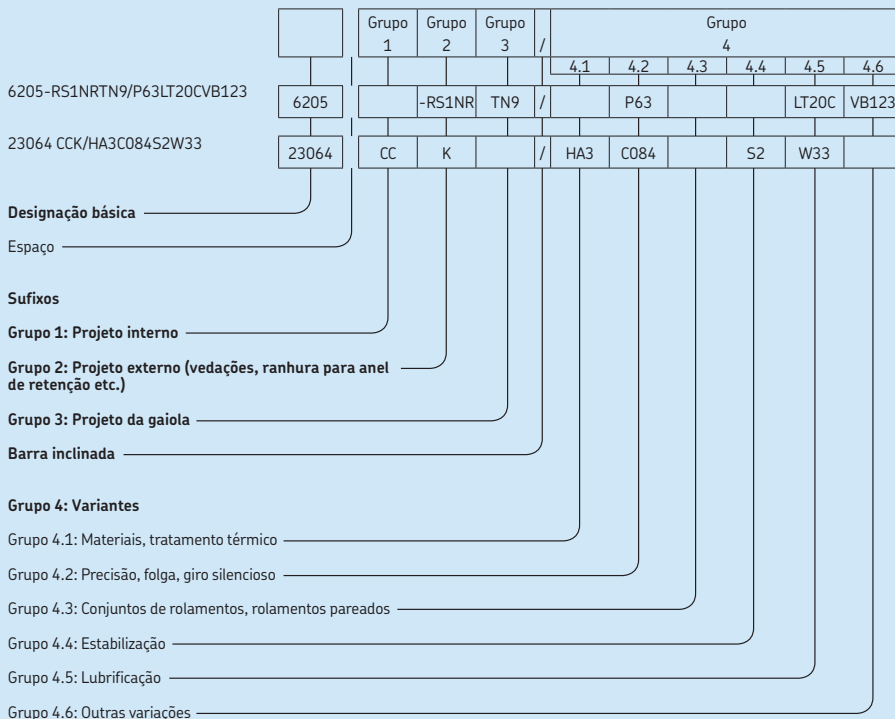 Grupo 1
Grupo 2
Grupo 3
/
Grupo 4
4.1 4.2 4.3 4.4 4.5 4.6
6205-RS1NRTN9/P63LT20CVB123
6205 -RS1NR TN9 / P63 LT20C VB123
23064 CCK/HA3C084S2W33
23064 CC K / HA3 C084 S2 W33
Designação básica
Espaço
Sufixos
Grupo 1: Projeto interno
Grupo 2: Projeto externo (vedações, ranhura para anel
de retenção etc.)
Grupo 3: Projeto da gaiola
Barra inclinada
Grupo 4: Variantes
Grupo 4.1: Materiais, tratamento térmico
Grupo 4.2: Precisão, folga, giro silencioso
Grupo 4.3: Conjuntos de rolamentos, rolamentos pareados
Grupo 4.4: Estabilização
Grupo 4.5: Lubrificação
Grupo 4.6: Outras variações